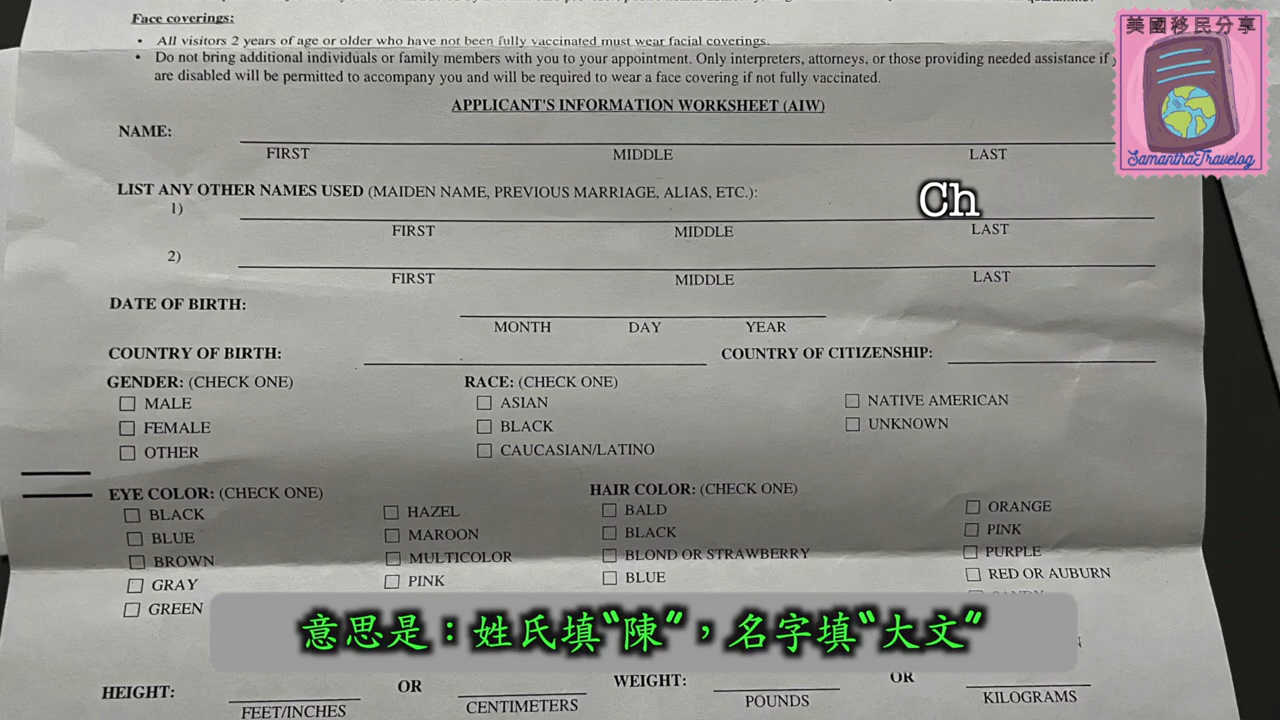 Face coverings:
• All visitors 2 years of age or older who have not been fully vaccinated must wear facial coverings.
• Do not bring additional individuals or family members with you to your appointment. Only interpreters, attorneys, or those providing needed assistance if
are disabled will be permitted to accompany you and will be required to wear a face covering if not fully vaccinated.
美國移民分享
SamanthaTravelog
APPLICANT'S INFORMATION WORKSHEET (AIW)
NAME:
FIRST MIDDLE LAST
LIST ANY OTHER NAMES USED (MAIDEN NAME, PREVIOUS MARRIAGE, ALIAS, ETC.):
1) Ch
FIRST MIDDLE LAST
2)
FIRST MIDDLE LAST
DATE OF BIRTH:
MONTH DAY YEAR
COUNTRY OF BIRTH: COUNTRY OF CITIZENSHIP:
GENDER: (CHECK ONE) RACE: (CHECK ONE)
☐ MALE ☐ ASIAN ☐ NATIVE AMERICAN
☐ FEMALE ☐ BLACK ☐ UNKNOWN
☐ OTHER ☐ CAUCASIAN/LATINO
EYE COLOR: (CHECK ONE) HAIR COLOR: (CHECK ONE)
☐ BLACK ☐ HAZEL ☐ BALD ☐ ORANGE
☐ BLUE ☐ MAROON ☐ BLACK ☐ PINK
☐ BROWN ☐ MULTICOLOR ☐ BLOND OR STRAWBERRY ☐ PURPLE
☐ GRAY ☐ PINK ☐ BLUE ☐ RED OR AUBURN
☐ GREEN
意思是：姓氏填"陳"，名字填"大文"
HEIGHT: OR WEIGHT: OR
FEET/INCHES CENTIMETERS POUNDS KILOGRAMS